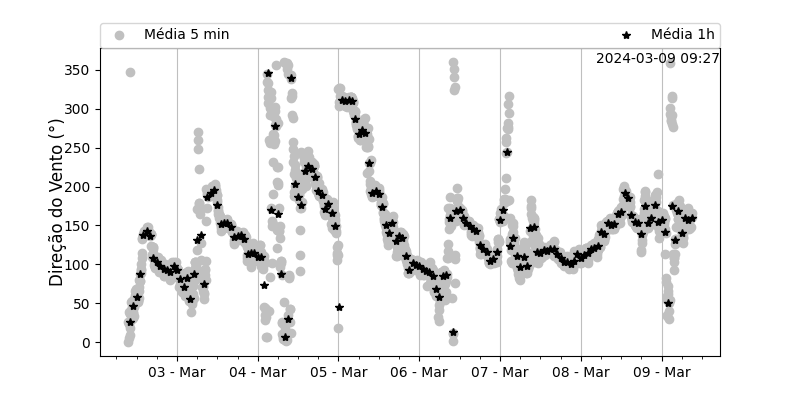 Média 5 min
Média 1h
2024-03-09 09:27
Direção do Vento (°)
350
300
250
200
150
100
50
0
03 - Mar
04 - Mar
05 - Mar
06 - Mar
07 - Mar
08 - Mar
09 - Mar